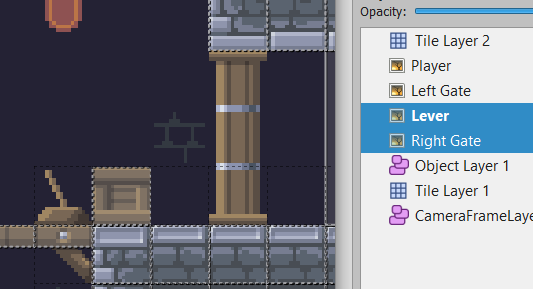 Opacity:
Tile Layer 2
Player
Left Gate
Lever
Right Gate
Object Layer 1
Tile Layer 1
CameraFrameLaye